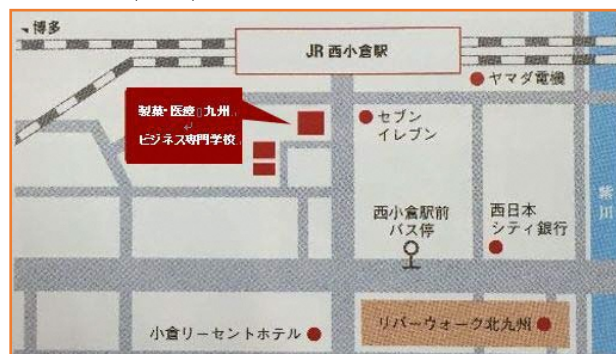 博多
JR 西小倉駅
ヤマダ電機
製菓・医療 九州
ビジネス専門学校
セブン
イレブン
西小倉駅前
バス停
西日本
シティ銀行
リバーウォーク北九州
小倉リーセントホテル